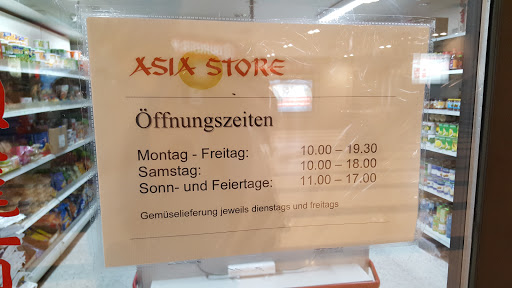 ASIA STORE
Öffnungszeiten
Montag - Freitag: 10.00 – 19.30
Samstag: 10.00 – 18.00
Sonn- und Feiertage: 11.00 – 17.00
Gemüselieferung jeweils dienstags und freitags